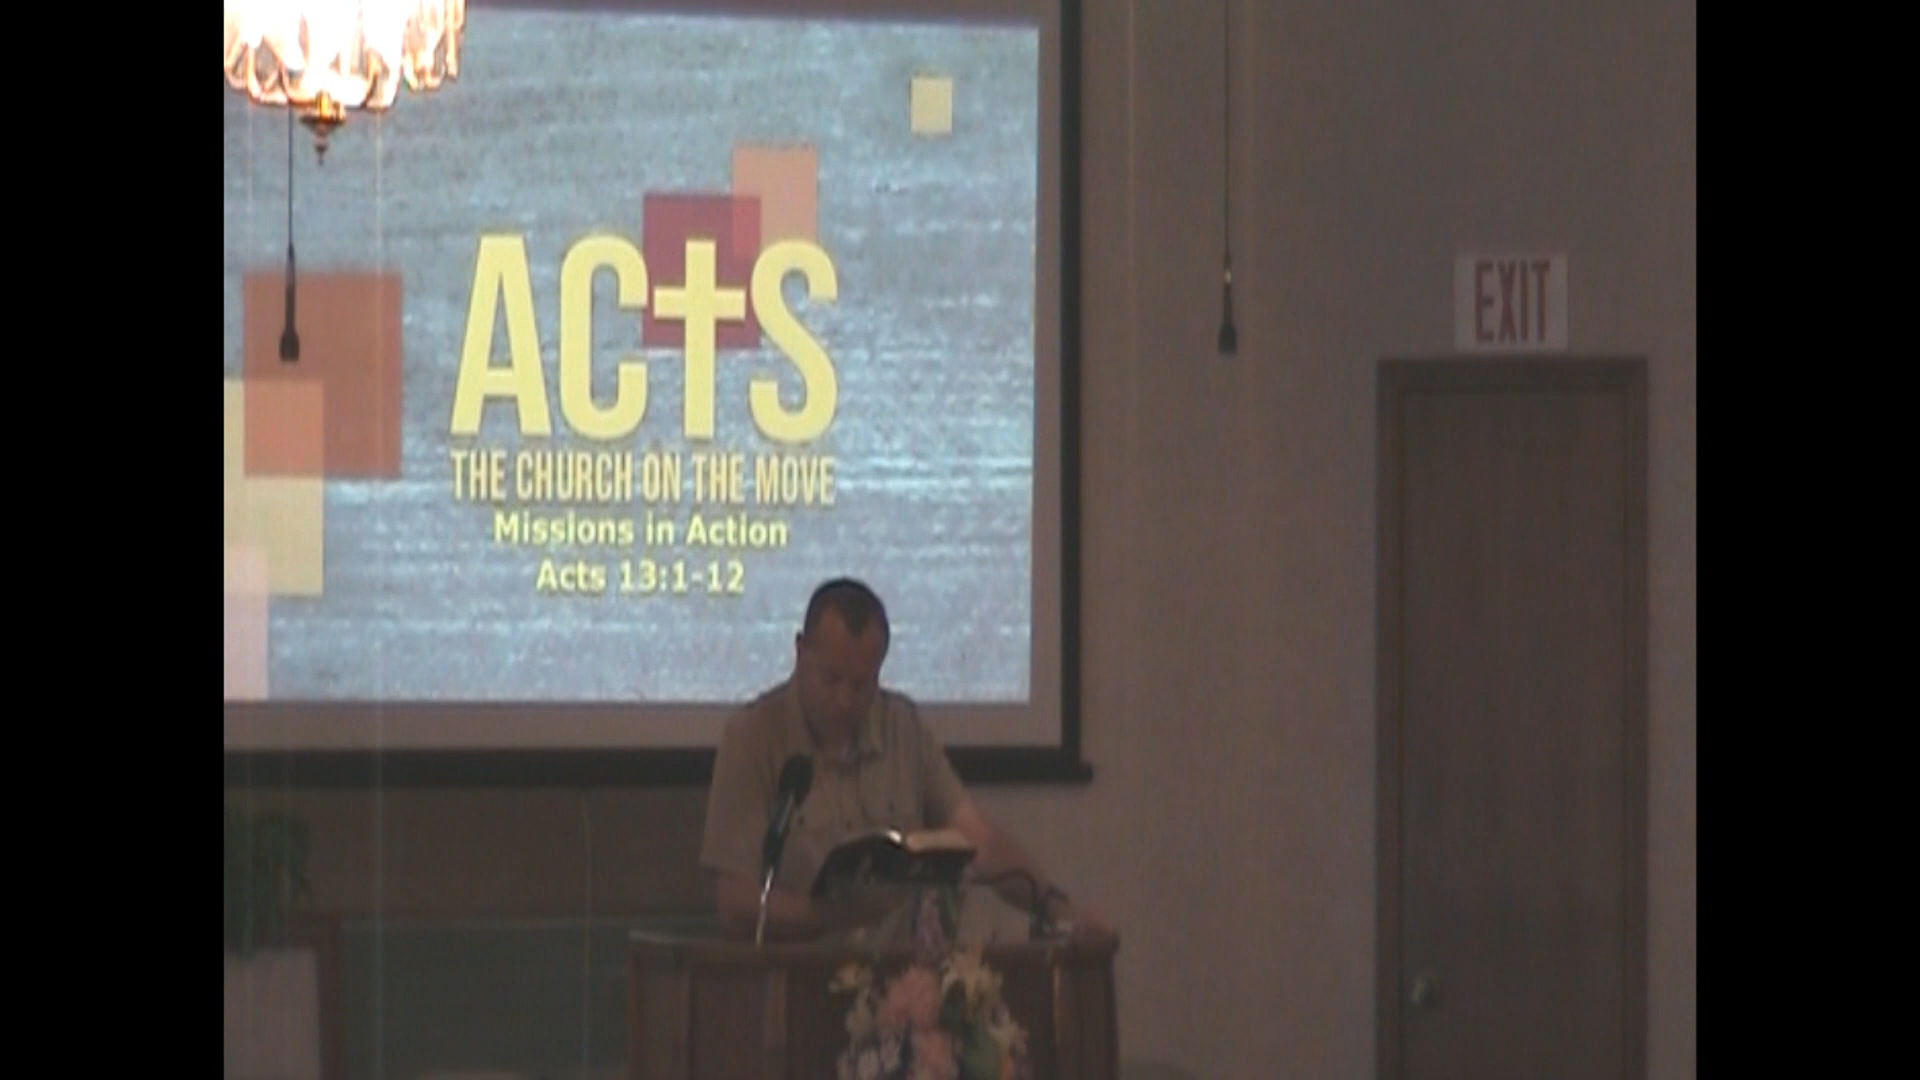 ACTS
THE CHURCH ON THE MOVE
Missions in Action
Acts 13:1-12
EXIT